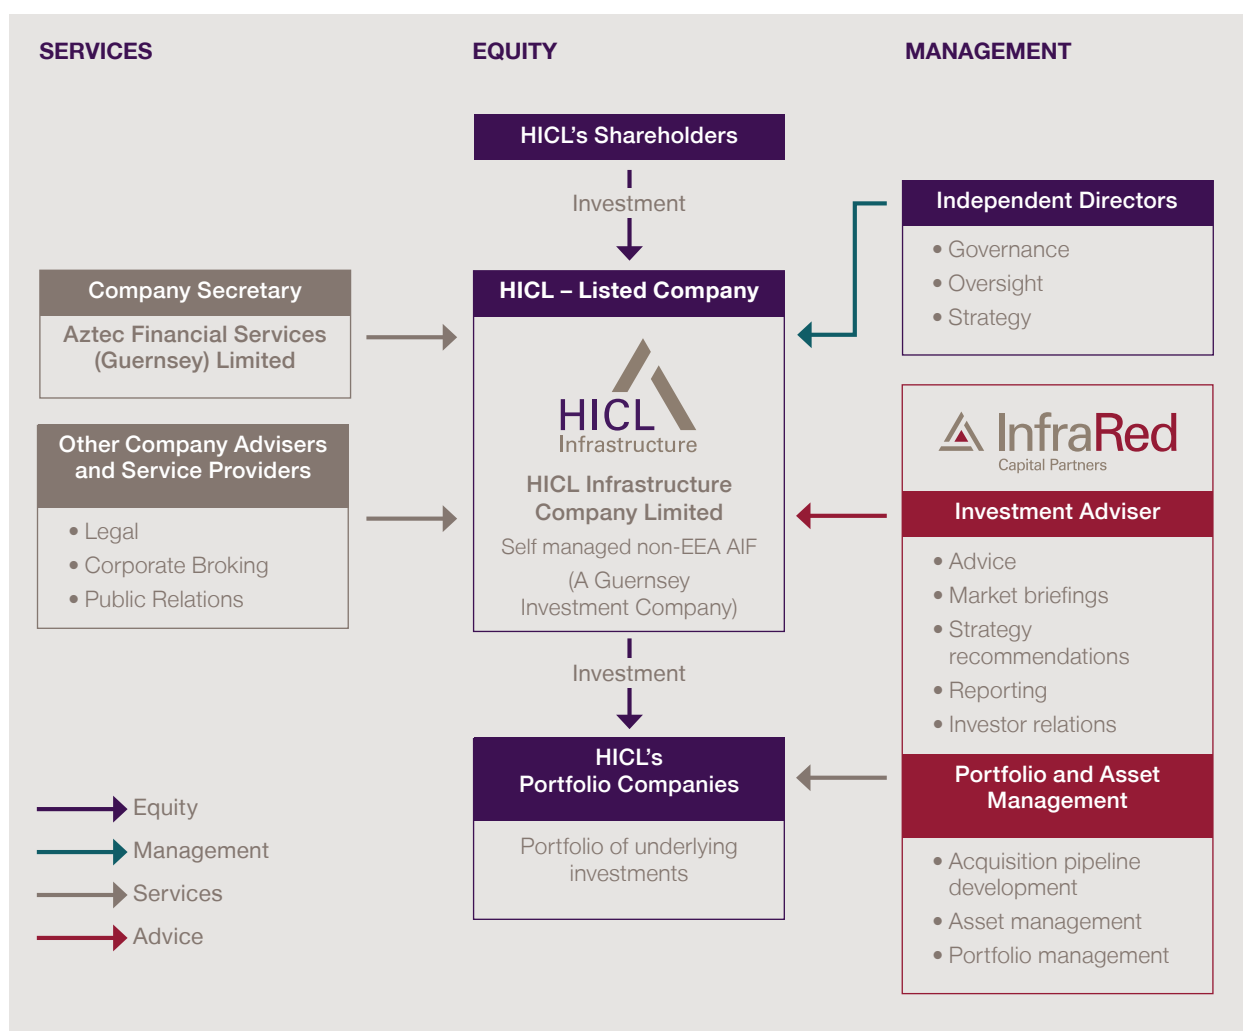 SERVICES
EQUITY
MANAGEMENT
HICL's Shareholders
Investment
Independent Directors
• Governance
• Oversight
• Strategy
Company Secretary
Aztec Financial Services
(Guernsey) Limited
HICL – Listed Company
HICL
Infrastructure
HICL Infrastructure
Company Limited
Self managed non-EEA AIF
(A Guernsey
Investment Company)
Other Company Advisers
and Service Providers
• Legal
• Corporate Broking
• Public Relations
InfraRed
Capital Partners
Investment Adviser
• Advice
• Market briefings
• Strategy
recommendations
• Reporting
• Investor relations
Investment
HICL's
Portfolio Companies
Portfolio of underlying
investments
Portfolio and Asset
Management
• Acquisition pipeline
development
• Asset management
• Portfolio management
Equity
Management
Services
Advice